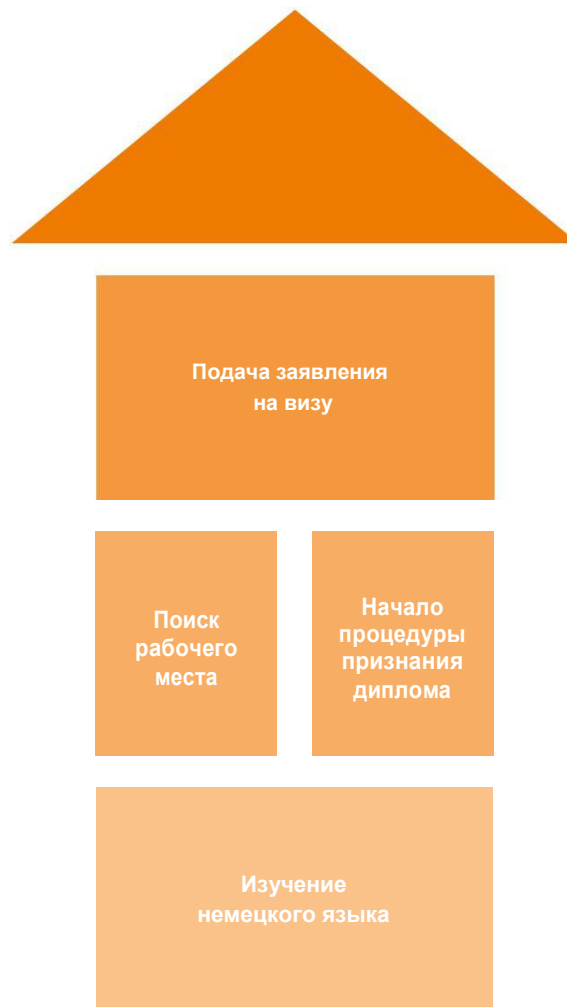 Подача заявления
на визу
Поиск
рабочего
места
Начало
процедуры
признания
диплома
Изучение
немецкого языка